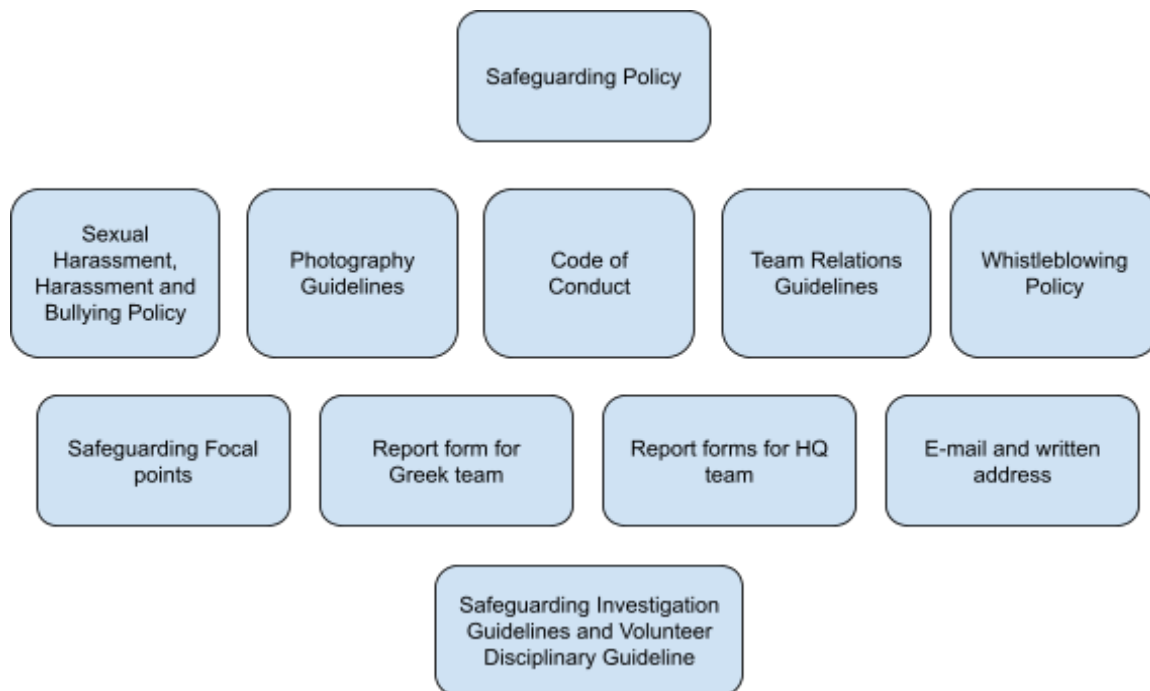 Safeguarding Policy
Sexual
Harassment,
Harassment and
Bullying Policy
Photography
Guidelines
Code of
Conduct
Team Relations
Guidelines
Whistleblowing
Policy
Safeguarding Focal
points
Report form for
Greek team
Report forms for HQ
team
E-mail and written
address
Safeguarding Investigation
Guidelines and Volunteer
Disciplinary Guideline